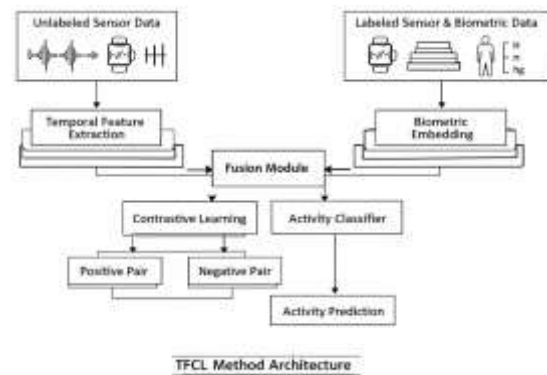 Unlabeled Sensor Data
Labeled Sensor & Biometric Data
Temporal Feature
Extraction
Biometric
Embedding
Fusion Module
Contrastive Learning
Activity Classifier
Positive Pair
Negative Pair
Activity Prediction
TFCL Method Architecture